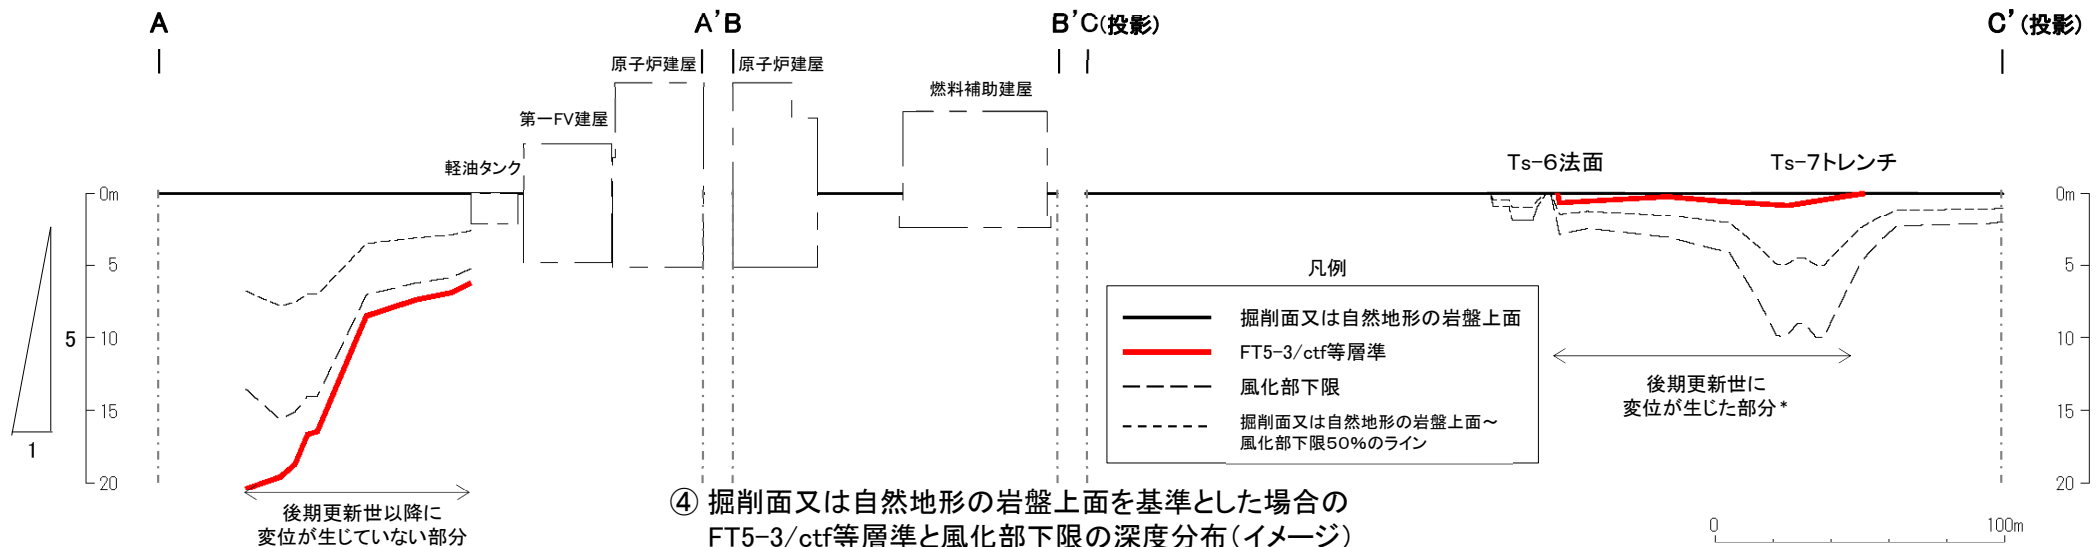 A
A'
B
B'
C(投影)
C'(投影)
原子炉建屋
原子炉建屋
燃料補助建屋
第一FV建屋
軽油タンク
Ts-6法面
Ts-7トレンチ
0m
5
10
15
20
5
1
0m
5
10
15
20
凡例
掘削面又は自然地形の岩盤上面
FT5-3/ctf等層準
風化部下限
掘削面又は自然地形の岩盤上面～
風化部下限50%のライン
後期更新世に
変位が生じた部分*
後期更新世以降に
変位が生じていない部分
④ 掘削面又は自然地形の岩盤上面を基準とした場合の
FT5-3/ctf等層準と風化部下限の深度分布(イメージ)
0
100m